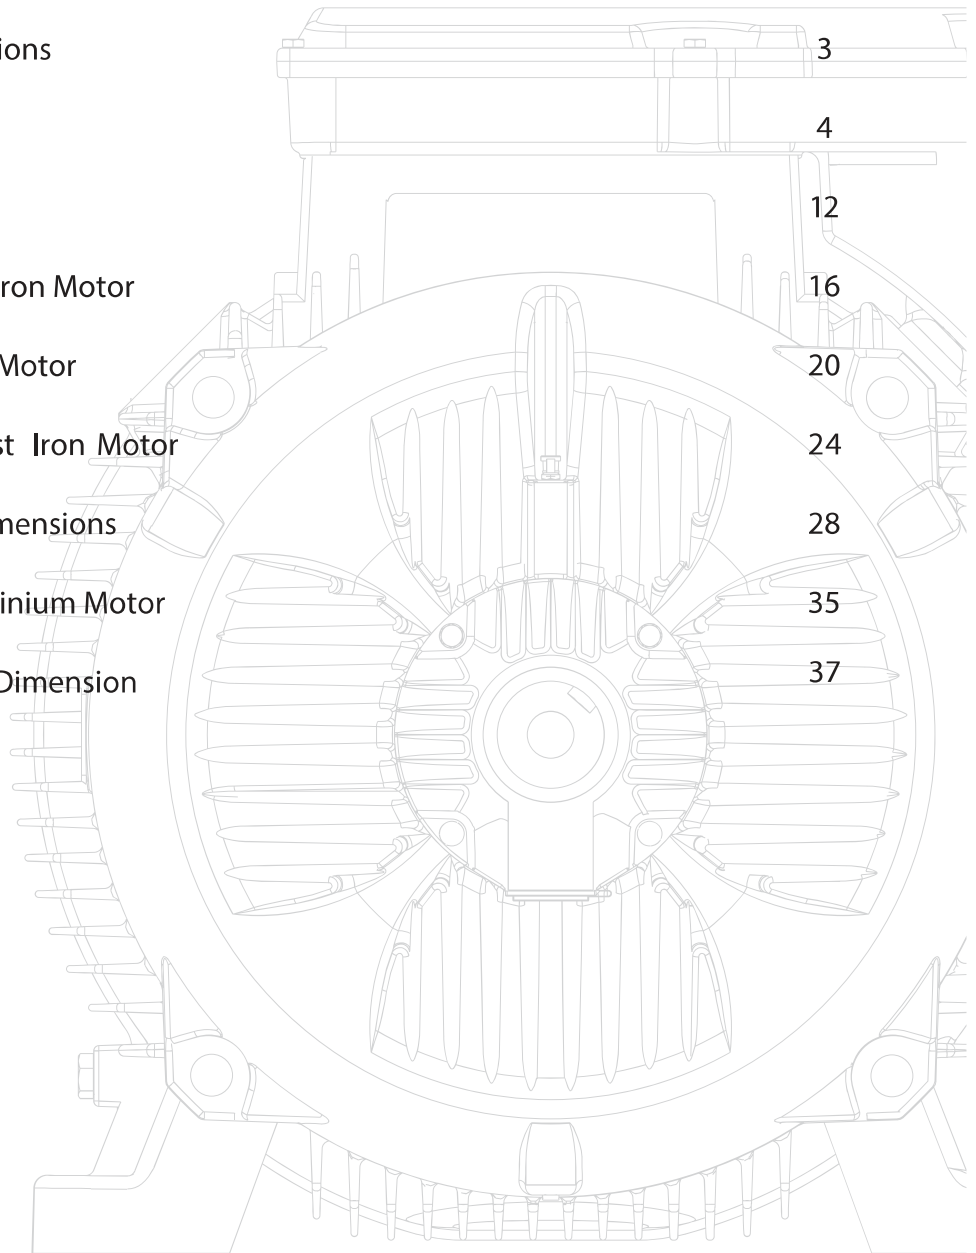 ions 3
4
12
ron Motor 16
Motor 20
st Iron Motor 24
mensions 28
inium Motor 35
Dimension 37